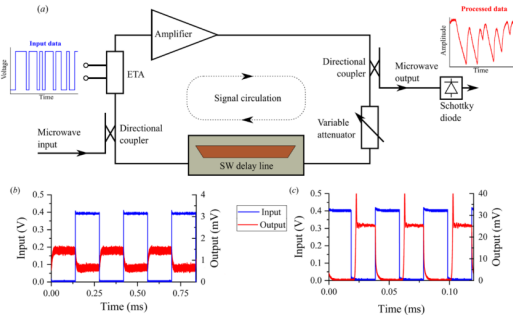 (a)
Processed data
Amplifier
Input data
Amplitude
Voltage
Time
ETA
Directional
coupler
Microwave
output
Time
Signal circulation
Schottky
diode
Variable
attenuator
Microwave
input
Directional
coupler
SW delay line
(b)
0.5
0.4
0.3
0.2
0.1
0.0
Input (V)
4
3
2
1
0
Output (mV)
0.00 0.25 0.50 0.75
Time (ms)
Input
Output
(c)
0.5
0.4
0.3
0.2
0.1
0.0
Input (V)
40
30
20
10
0
Output (mV)
0.00 0.05 0.10
Time (ms)